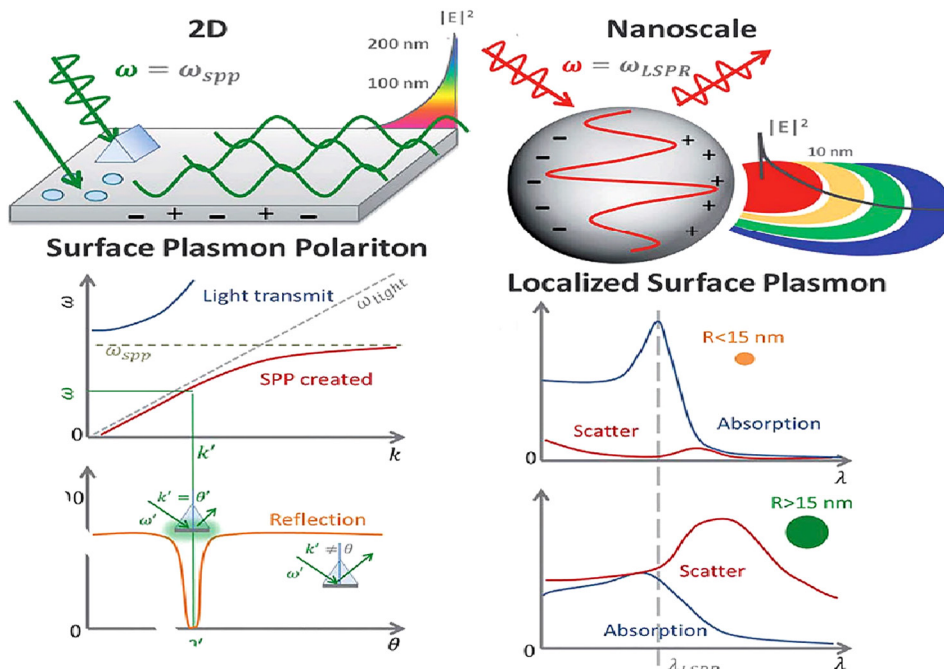 2D
ω = ωspp
|E|²
200 nm
100 nm
− + − + −
Surface Plasmon Polariton
ω
Light transmit
ωlight
ωspp
SPP created
ω
0
k
k′
k′ = θ′
ω′
Reflection
k′ ≠ θ
ω′
0
θ
Nanoscale
ω = ωLSPR
|E|²
10 nm
− − − − −
+ + + + +
Localized Surface Plasmon
R<15 nm
Absorption
Scatter
0
λ
R>15 nm
Scatter
Absorption
0
λLSPR
λ